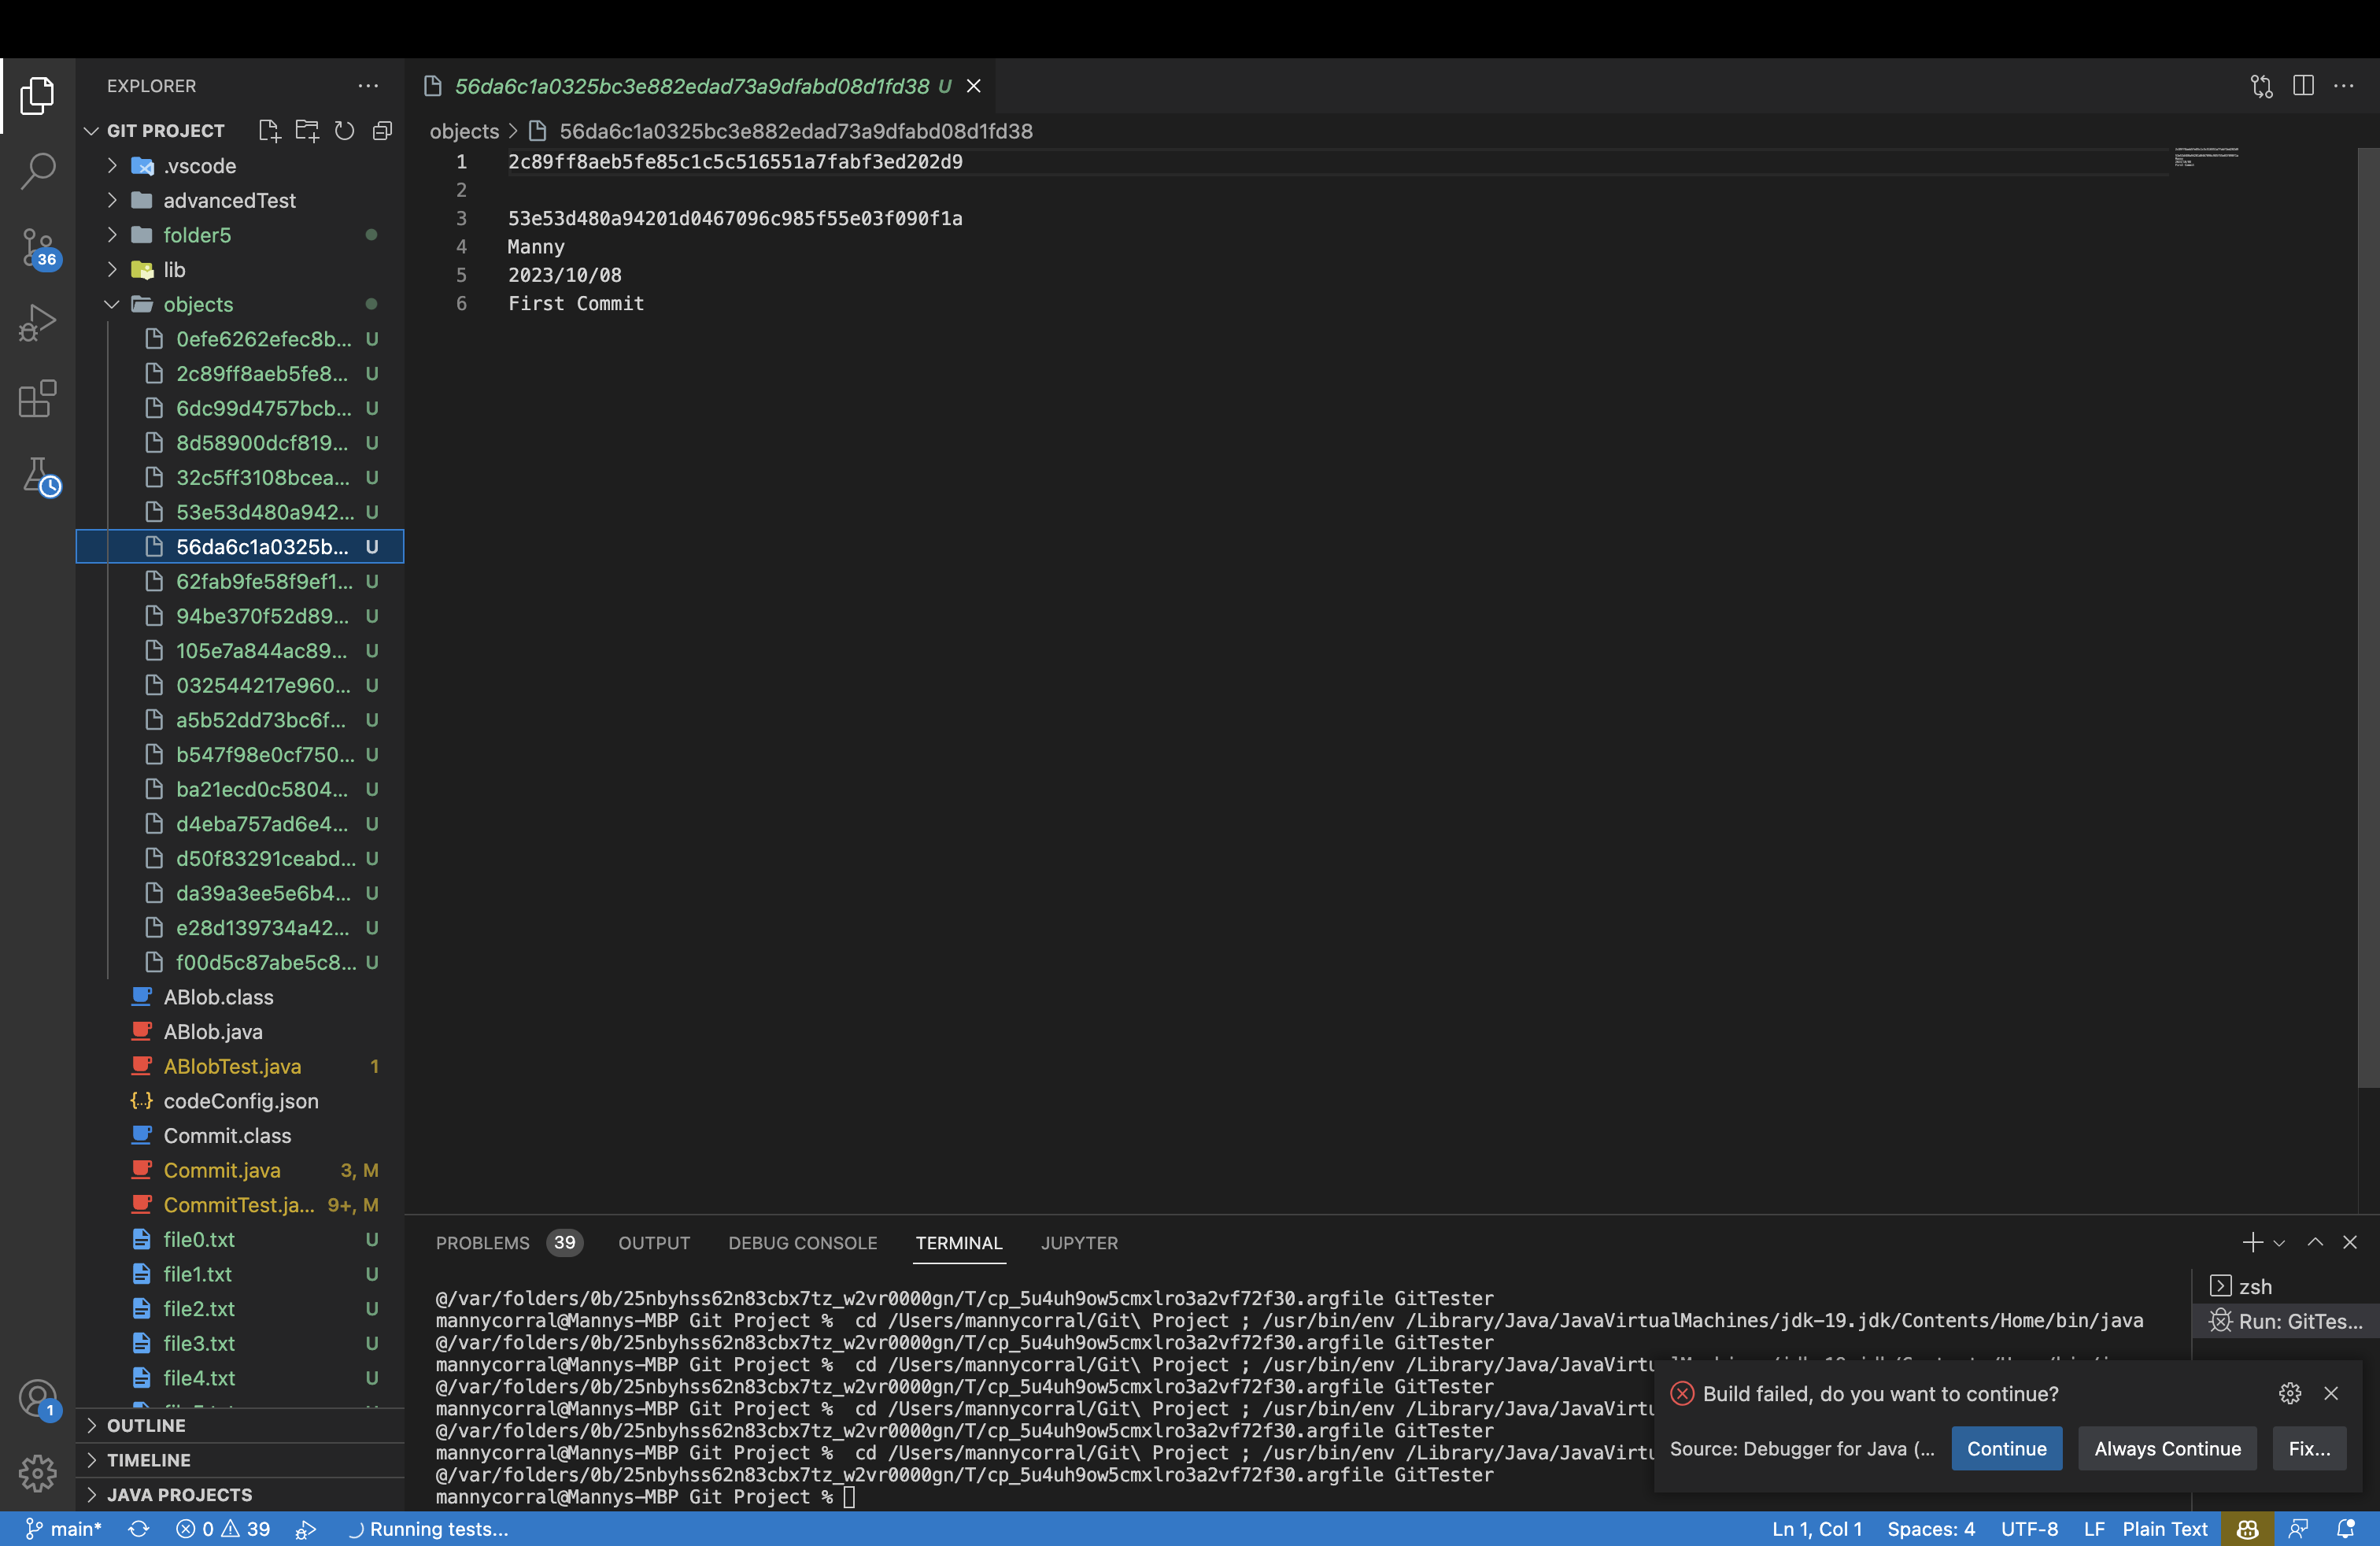 EXPLORER
GIT PROJECT
.vscode
advancedTest
folder5
lib
objects
0efe6262efec8b... U
2c89ff8aeb5fe8... U
6dc99d4757bcb... U
8d58900dcf819... U
32c5ff3108bcea... U
53e53d480a942... U
56da6c1a0325b... U
62fab9fe58f9ef1... U
94be370f52d89... U
105e7a844ac89... U
032544217e960... U
a5b52dd73bc6f... U
b547f98e0cf750... U
ba21ecd0c5804... U
d4eba757ad6e4... U
d50f83291ceabd... U
da39a3ee5e6b4... U
e28d139734a42... U
f00d5c87abe5c8... U
ABlob.class
ABlob.java
ABlobTest.java 1
codeConfig.json
Commit.class
Commit.java 3, M
CommitTest.ja... 9+, M
file0.txt U
file1.txt U
file2.txt U
file3.txt U
file4.txt U
OUTLINE
TIMELINE
JAVA PROJECTS
36
1
56da6c1a0325bc3e882edad73a9dfabd08d1fd38 U
objects > 56da6c1a0325bc3e882edad73a9dfabd08d1fd38
1 2c89ff8aeb5fe85c1c5c516551a7fabf3ed202d9
2
3 53e53d480a94201d0467096c985f55e03f090f1a
4 Manny
5 2023/10/08
6 First Commit
PROBLEMS 39 OUTPUT DEBUG CONSOLE TERMINAL JUPYTER
@/var/folders/0b/25nbyhss62n83cbx7tz_w2vr0000gn/T/cp_5u4uh9ow5cmxlro3a2vf72f30.argfile GitTester
mannycorral@Mannys-MBP Git Project %  cd /Users/mannycorral/Git\ Project ; /usr/bin/env /Library/Java/JavaVirtualMachines/jdk-19.jdk/Contents/Home/bin/java
@/var/folders/0b/25nbyhss62n83cbx7tz_w2vr0000gn/T/cp_5u4uh9ow5cmxlro3a2vf72f30.argfile GitTester
mannycorral@Mannys-MBP Git Project %  cd /Users/mannycorral/Git\ Project ; /usr/bin/env /Library/Java/JavaVirtu
@/var/folders/0b/25nbyhss62n83cbx7tz_w2vr0000gn/T/cp_5u4uh9ow5cmxlro3a2vf72f30.argfile GitTester
mannycorral@Mannys-MBP Git Project %  cd /Users/mannycorral/Git\ Project ; /usr/bin/env /Library/Java/JavaVirtu
@/var/folders/0b/25nbyhss62n83cbx7tz_w2vr0000gn/T/cp_5u4uh9ow5cmxlro3a2vf72f30.argfile GitTester
mannycorral@Mannys-MBP Git Project %  cd /Users/mannycorral/Git\ Project ; /usr/bin/env /Library/Java/JavaVirtu
@/var/folders/0b/25nbyhss62n83cbx7tz_w2vr0000gn/T/cp_5u4uh9ow5cmxlro3a2vf72f30.argfile GitTester
mannycorral@Mannys-MBP Git Project %
zsh
Run: GitTes...
Build failed, do you want to continue?
Source: Debugger for Java (... Continue Always Continue Fix...
main* 0 39 Running tests... Ln 1, Col 1 Spaces: 4 UTF-8 LF Plain Text